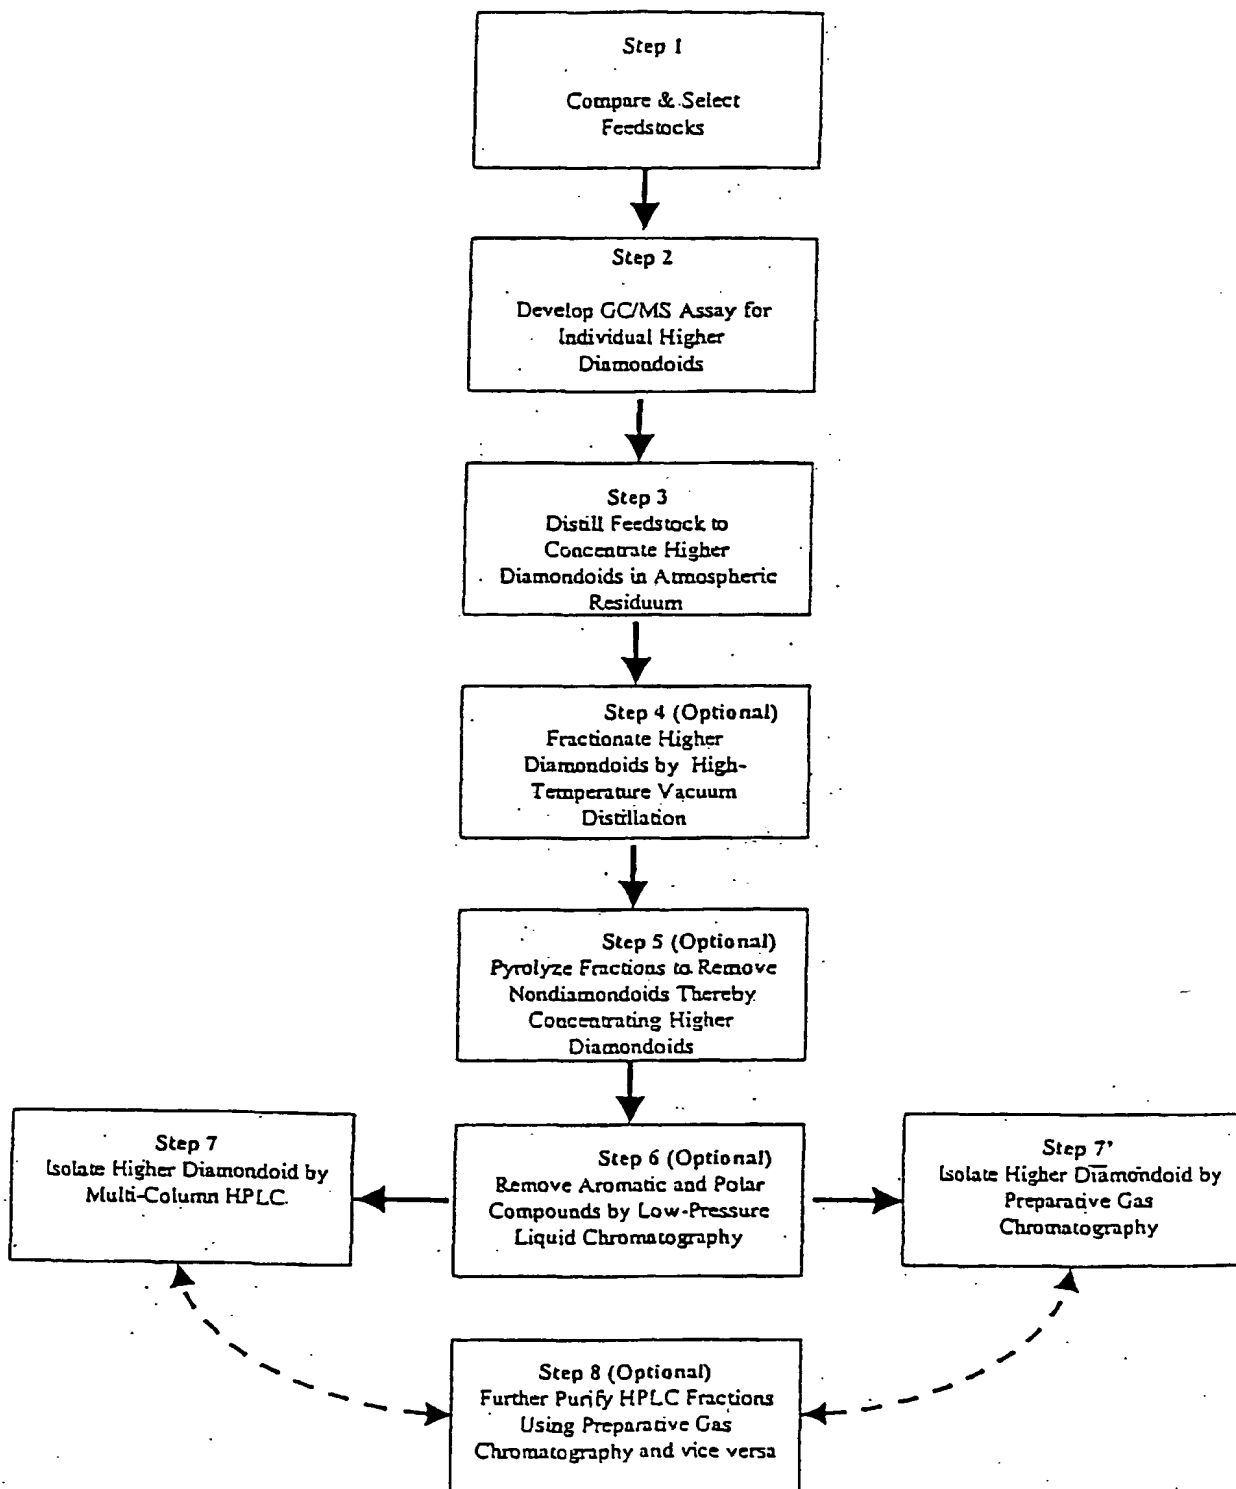 Step 1
Compare & Select
Feedstocks
Step 2
Develop GC/MS Assay for
Individual Higher
Diamondoids
Step 3
Distill Feedstock to
Concentrate Higher
Diamondoids in Atmospheric
Residuum
Step 4 (Optional)
Fractionate Higher
Diamondoids by High-
Temperature Vacuum
Distillation
Step 5 (Optional)
Pyrolyze Fractions to Remove
Nondiamondoids Thereby
Concentrating Higher
Diamondoids
Step 6 (Optional)
Remove Aromatic and Polar
Compounds by Low-Pressure
Liquid Chromatography
Step 7
Isolate Higher Diamondoid by
Multi-Column HPLC.
Step 7'
Isolate Higher Diamondoid by
Preparative Gas
Chromatography
Step 8 (Optional)
Further Purify HPLC Fractions
Using Preparative Gas
Chromatography and vice versa